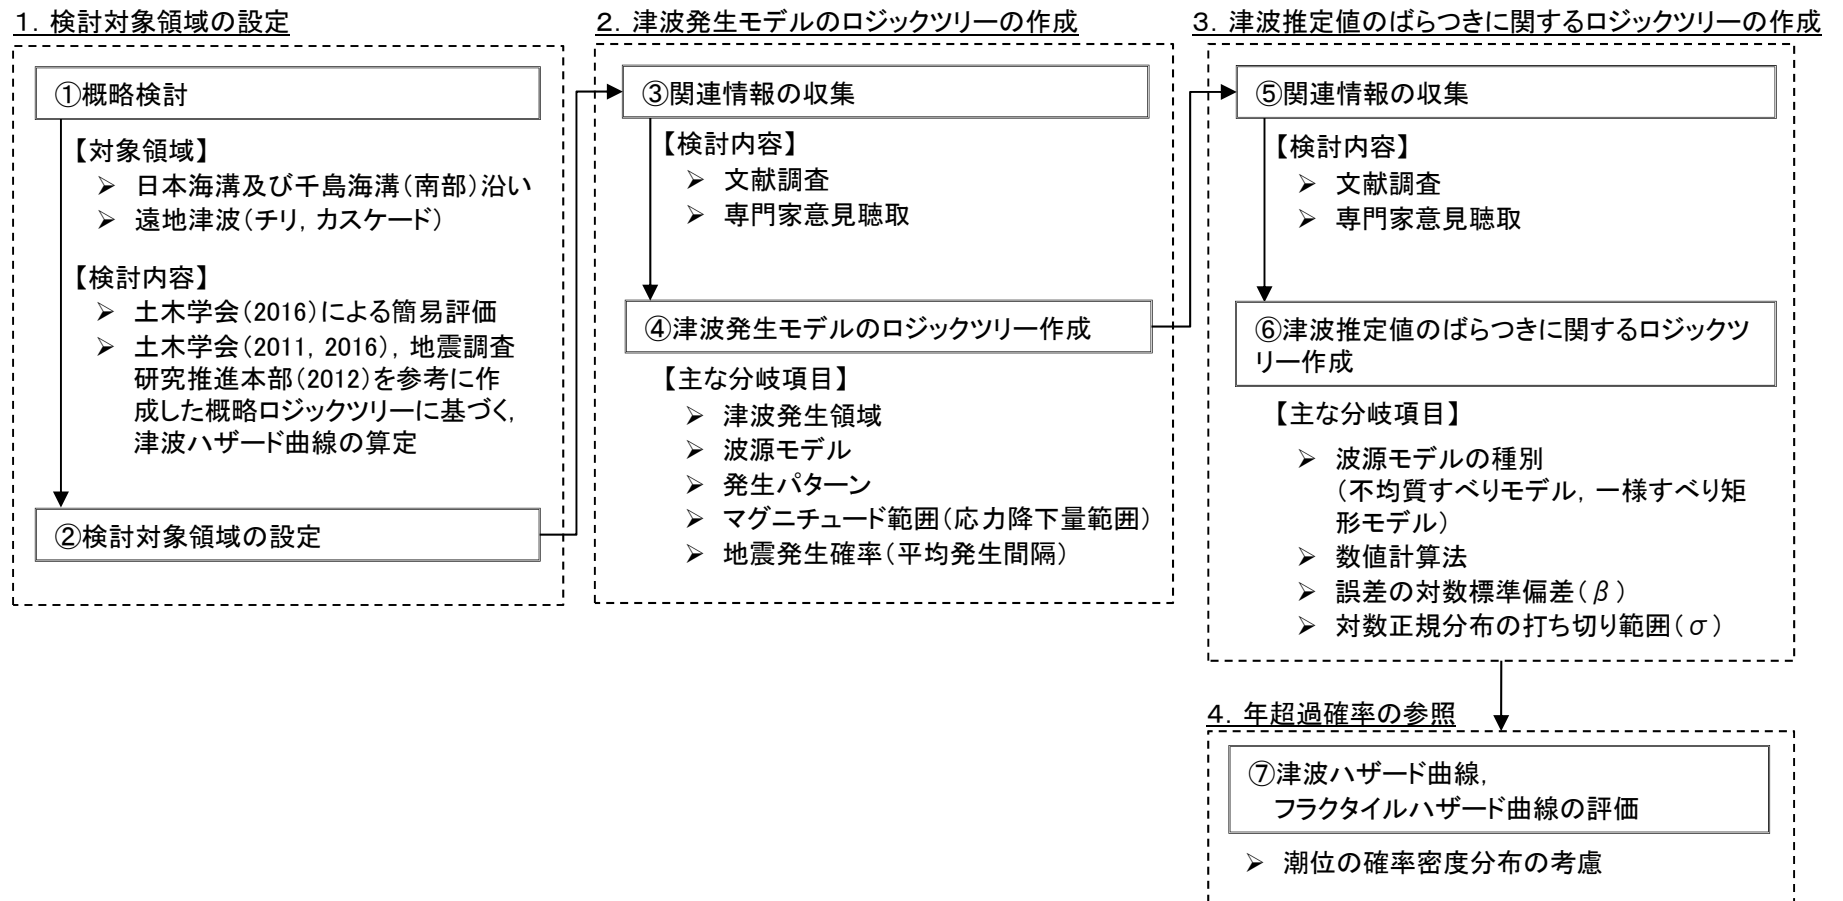 1．検討対象領域の設定
①概略検討
【対象領域】
➢ 日本海溝及び千島海溝（南部）沿い
➢ 遠地津波（チリ，カスケード）
【検討内容】
➢ 土木学会（2016）による簡易評価
➢ 土木学会（2011，2016），地震調査
研究推進本部（2012）を参考に作
成した概略ロジックツリーに基づく，
津波ハザード曲線の算定
②検討対象領域の設定
2．津波発生モデルのロジックツリーの作成
③関連情報の収集
【検討内容】
➢ 文献調査
➢ 専門家意見聴取
④津波発生モデルのロジックツリー作成
【主な分岐項目】
➢ 津波発生領域
➢ 波源モデル
➢ 発生パターン
➢ マグニチュード範囲（応力降下量範囲）
➢ 地震発生確率（平均発生間隔）
3．津波推定値のばらつきに関するロジックツリーの作成
⑤関連情報の収集
【検討内容】
➢ 文献調査
➢ 専門家意見聴取
⑥津波推定値のばらつきに関するロジックツ
リー作成
【主な分岐項目】
➢ 波源モデルの種別
（不均質すべりモデル，一様すべり矩
形モデル）
➢ 数値計算法
➢ 誤差の対数標準偏差（β）
➢ 対数正規分布の打ち切り範囲（σ）
4．年超過確率の参照
⑦津波ハザード曲線，
フラクタイルハザード曲線の評価
➢ 潮位の確率密度分布の考慮